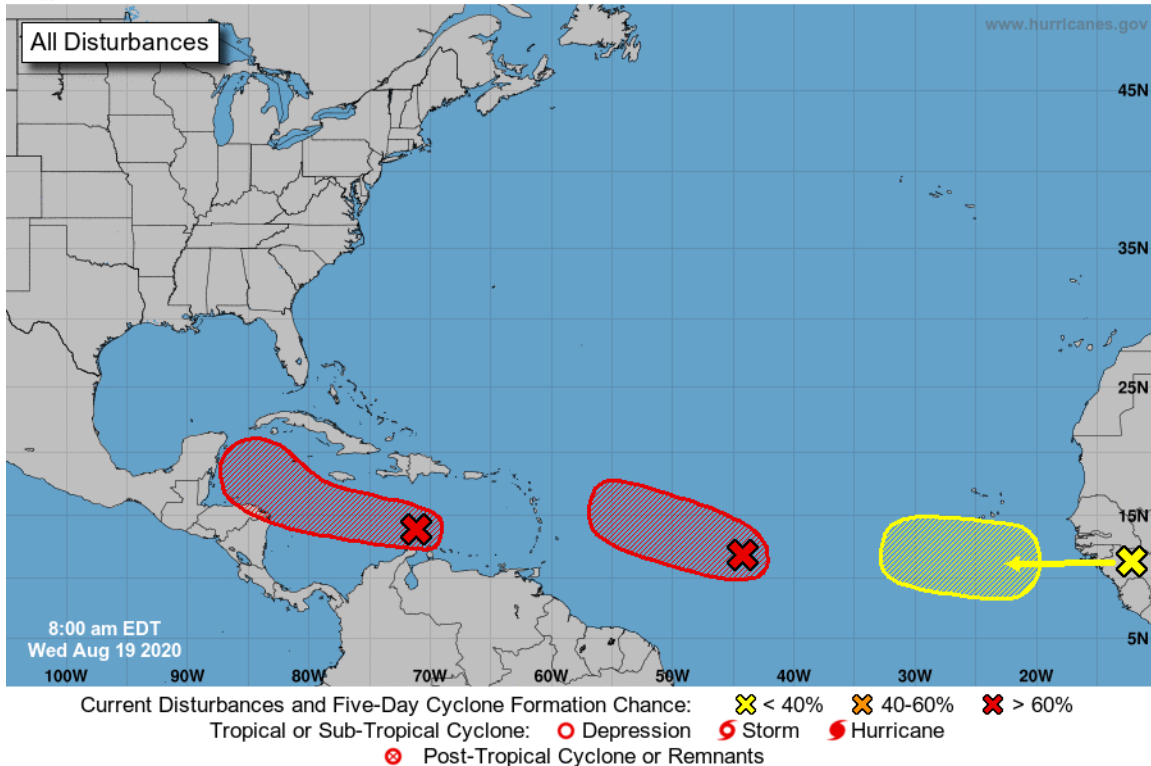 www.hurricanes.gov
All Disturbances
45N
35N
25N
15N
5N
8:00 am EDT
Wed Aug 19 2020
100W 90W 80W 70W 60W 50W 40W 30W 20W
Current Disturbances and Five-Day Cyclone Formation Chance: < 40% 40-60% > 60%
Tropical or Sub-Tropical Cyclone: Depression Storm Hurricane
Post-Tropical Cyclone or Remnants